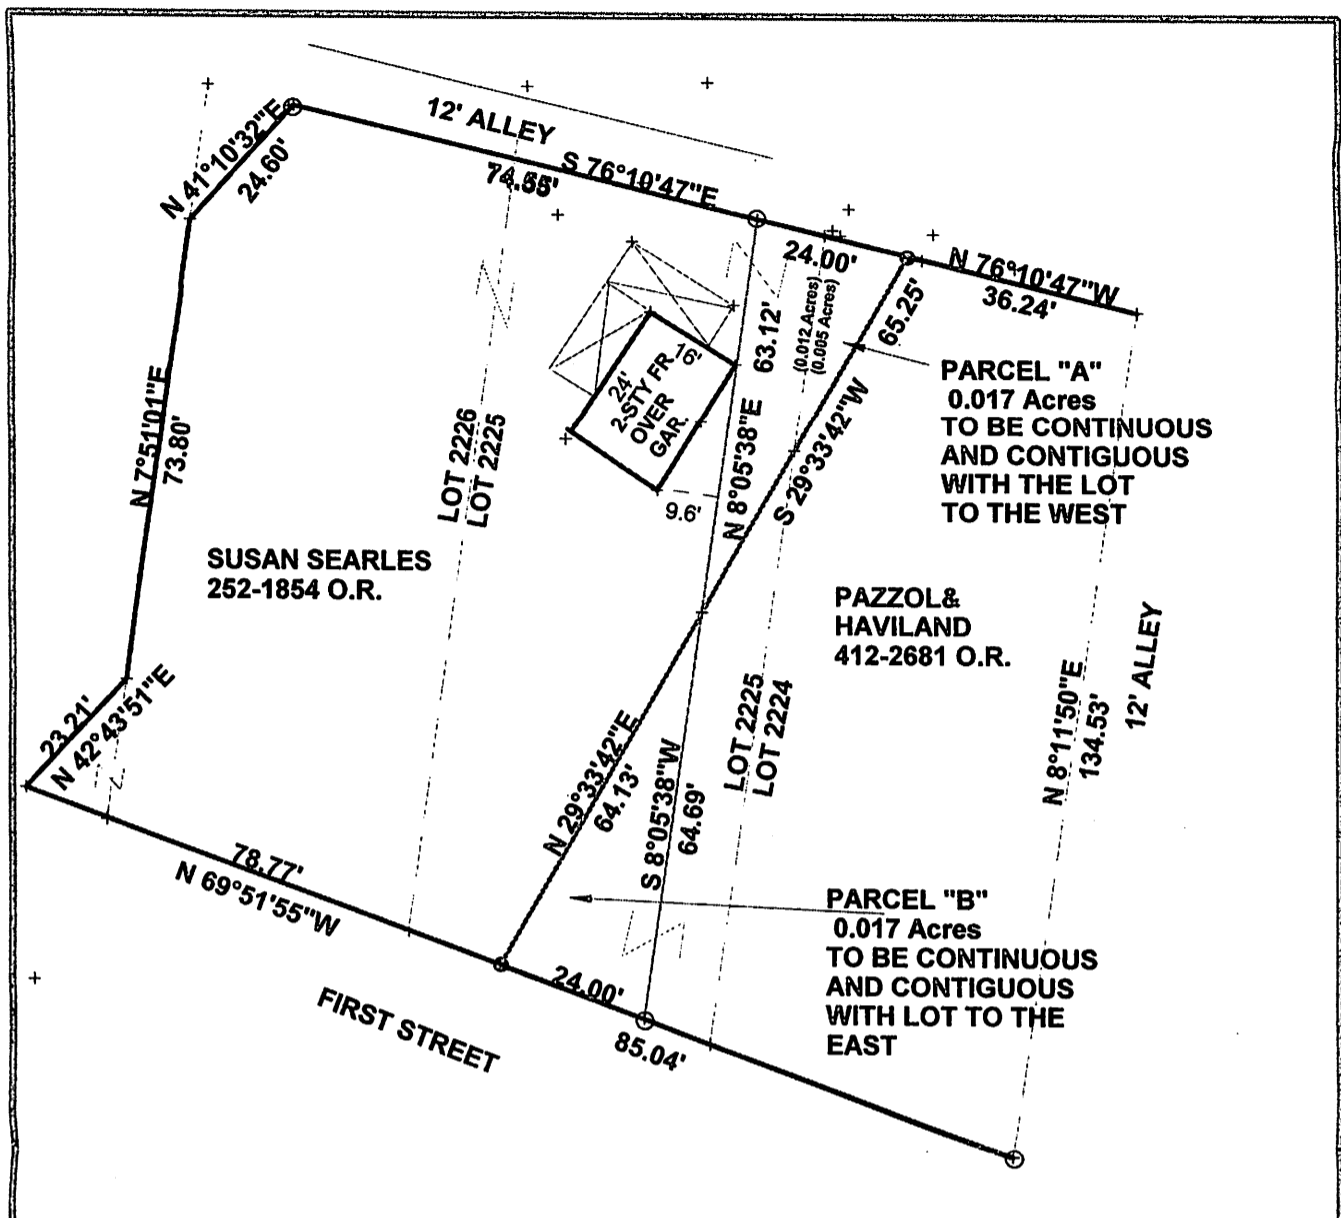 12' ALLEY
N 41°10'32"E
24.60'
S 76°10'47"E
24.00'
N 76°10'47"W
36.24'
63.12'
(0.012 Acres)
(0.005 Acres)
65.25'
16'
24'
2-STY FR.
OVER
GAR.
PARCEL "A"
0.017 Acres
TO BE CONTINUOUS
AND CONTIGUOUS
WITH THE LOT
TO THE WEST
N 7°51'01"E
73.80'
LOT 2226
LOT 2225
9.6'
N 8°05'38"E
S 29°33'42"W
SUSAN SEARLES
252-1854 O.R.
PAZZOL&
HAVILAND
412-2681 O.R.
12' ALLEY
N 8°11'50"E
134.53'
23.21'
N 42°43'51"E
N 29°33'42"E
64.13'
S 8°05'38"W
64.69'
LOT 2225
LOT 2224
78.77'
N 69°51'55"W
PARCEL "B"
0.017 Acres
TO BE CONTINUOUS
AND CONTIGUOUS
WITH LOT TO THE
EAST
24.00'
85.04'
FIRST STREET